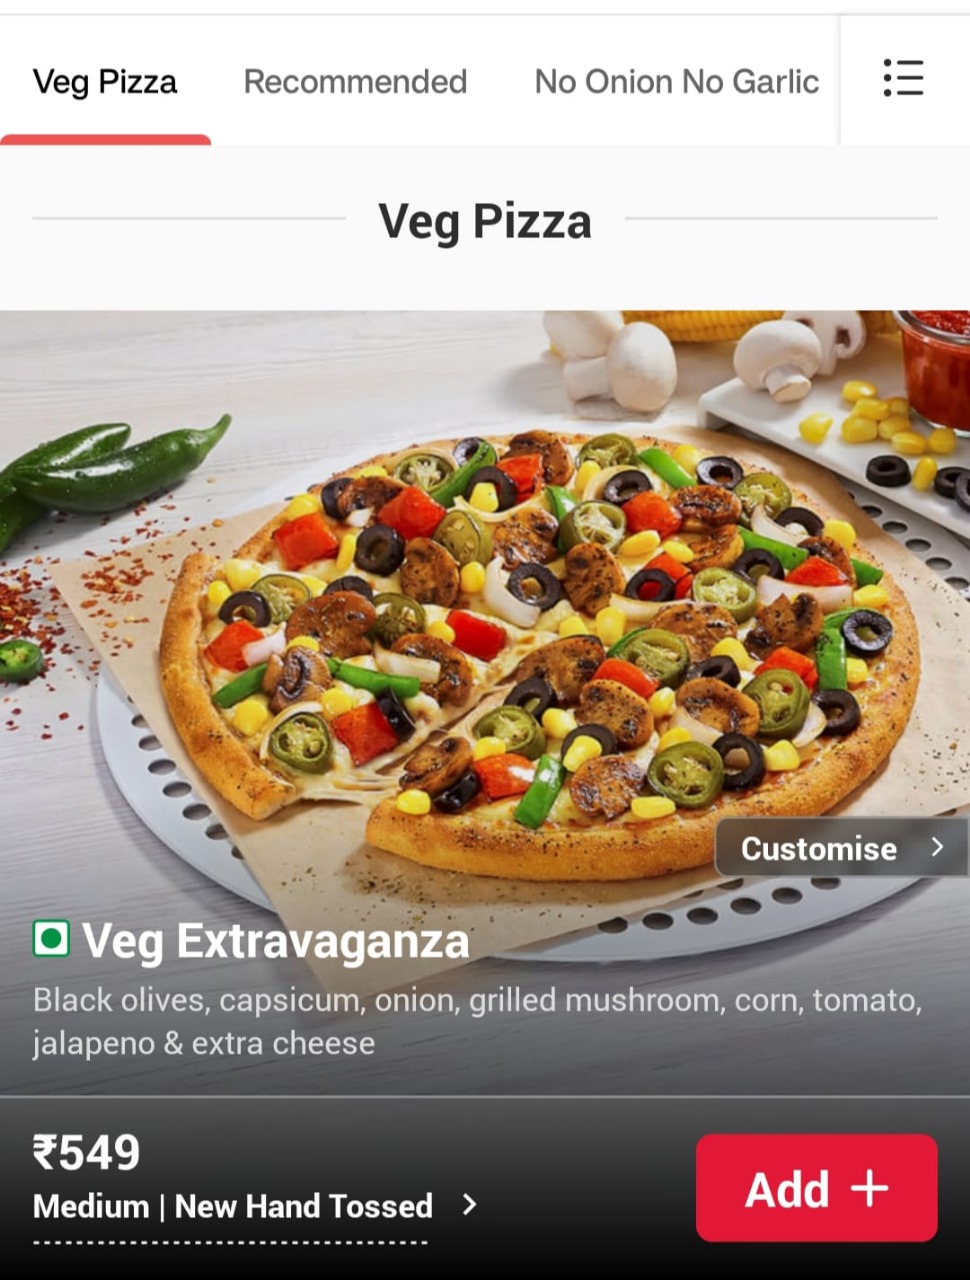 Veg Pizza
Recommended
No Onion No Garlic
Veg Pizza
Customise
Veg Extravaganza
Black olives, capsicum, onion, grilled mushroom, corn, tomato,
jalapeno & extra cheese
₹549
Medium | New Hand Tossed
Add +